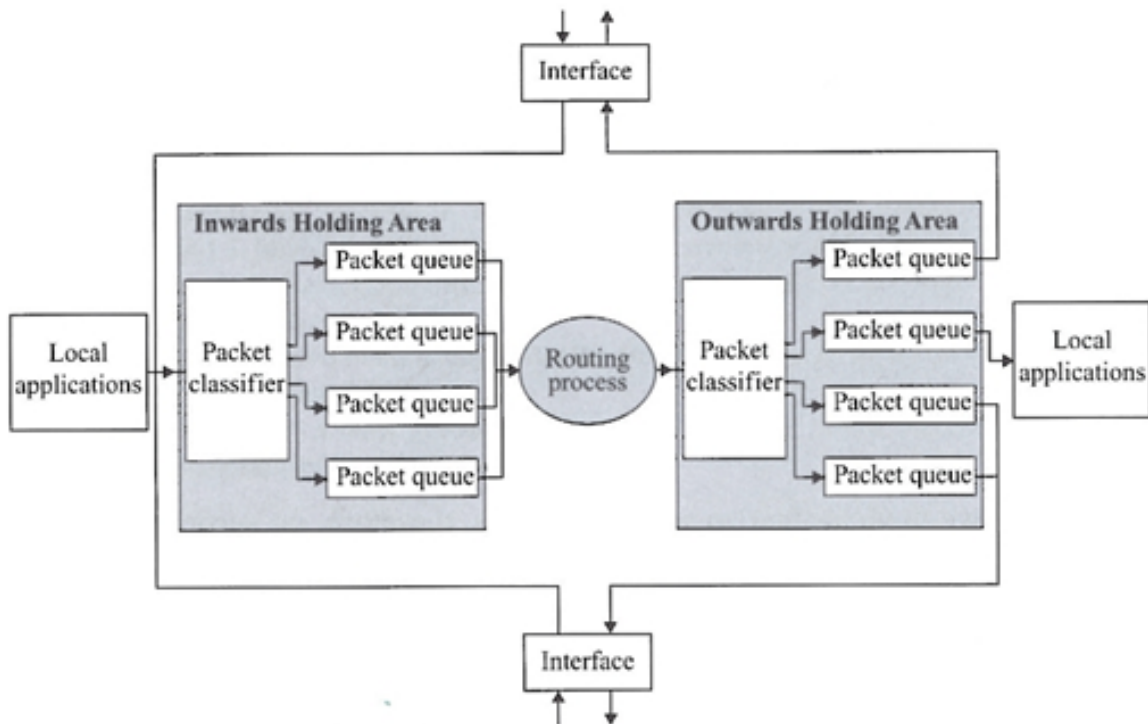 Interface
Inwards Holding Area
Packet queue
Packet queue
Packet queue
Packet queue
Packet
classifier
Local
applications
Routing
process
Outwards Holding Area
Packet queue
Packet queue
Packet queue
Packet queue
Packet
classifier
Local
applications
Interface